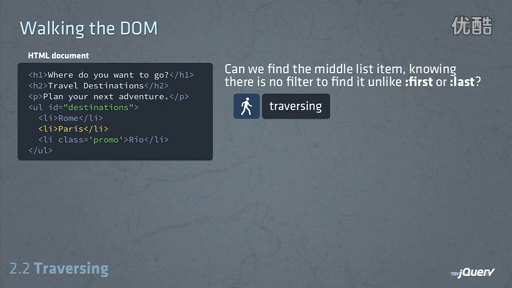 Walking the DOM
优酷
HTML document
<h1>Where do you want to go?</h1>
<h2>Travel Destinations</h2>
<p>Plan your next adventure.</p>
<ul id="destinations">
<li>Rome</li>
<li>Paris</li>
<li class='promo'>Rio</li>
</ul>
Can we find the middle list item, knowing
there is no filter to find it unlike :first or :last?
traversing
2.2 Traversing
TRY jQuery